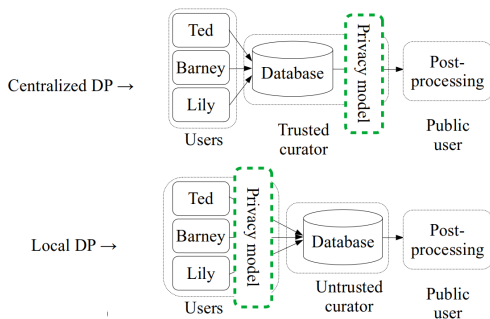 Centralized DP →
Ted
Barney
Lily
Users
Database
Trusted
curator
Privacy model
Post-
processing
Public
user
Local DP →
Ted
Barney
Lily
Users
Privacy model
Database
Untrusted
curator
Post-
processing
Public
user